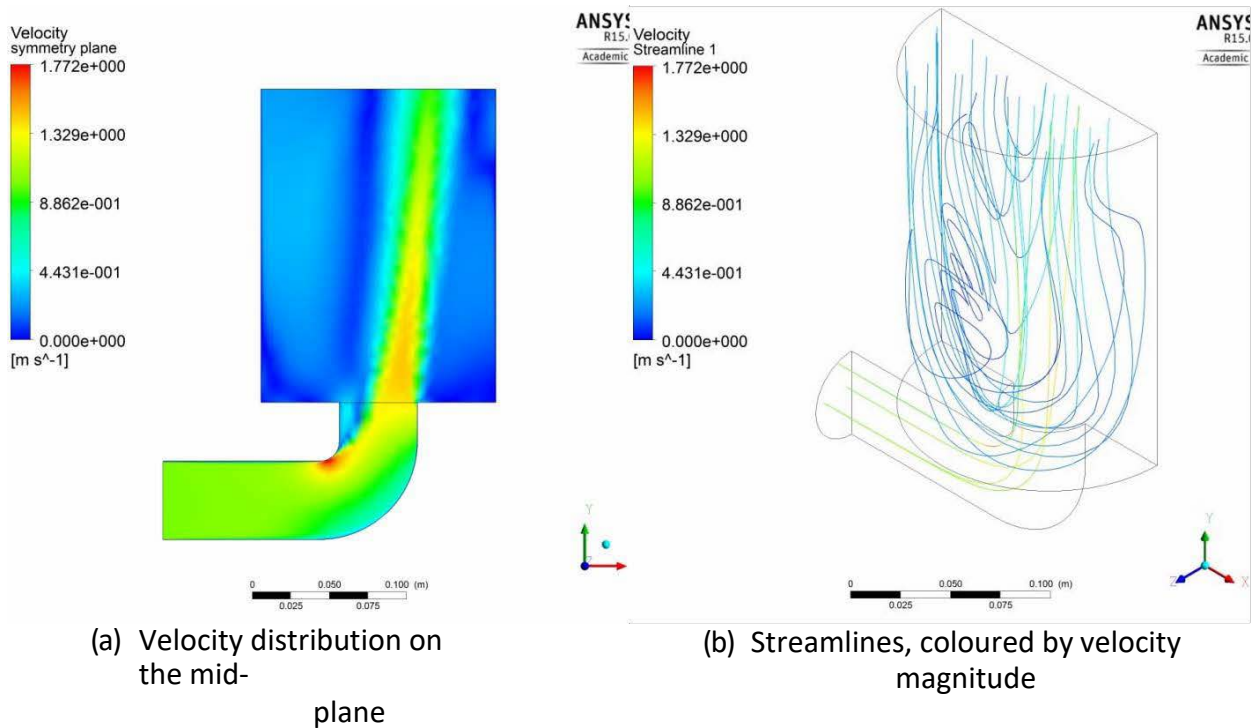 Velocity
symmetry plane
1.772e+000
1.329e+000
8.862e-001
4.431e-001
0.000e+000
[m s^-1]
ANSYS
R15.0
Academic
Y
0
0.050
0.100 (m)
0.025
0.075
(a) Velocity distribution on
the mid-
plane
Velocity
Streamline 1
1.772e+000
1.329e+000
8.862e-001
4.431e-001
0.000e+000
[m s^-1]
ANSYS
R15.0
Academic
Y
Z
X
0
0.050
0.100 (m)
0.025
0.075
(b) Streamlines, coloured by velocity
magnitude